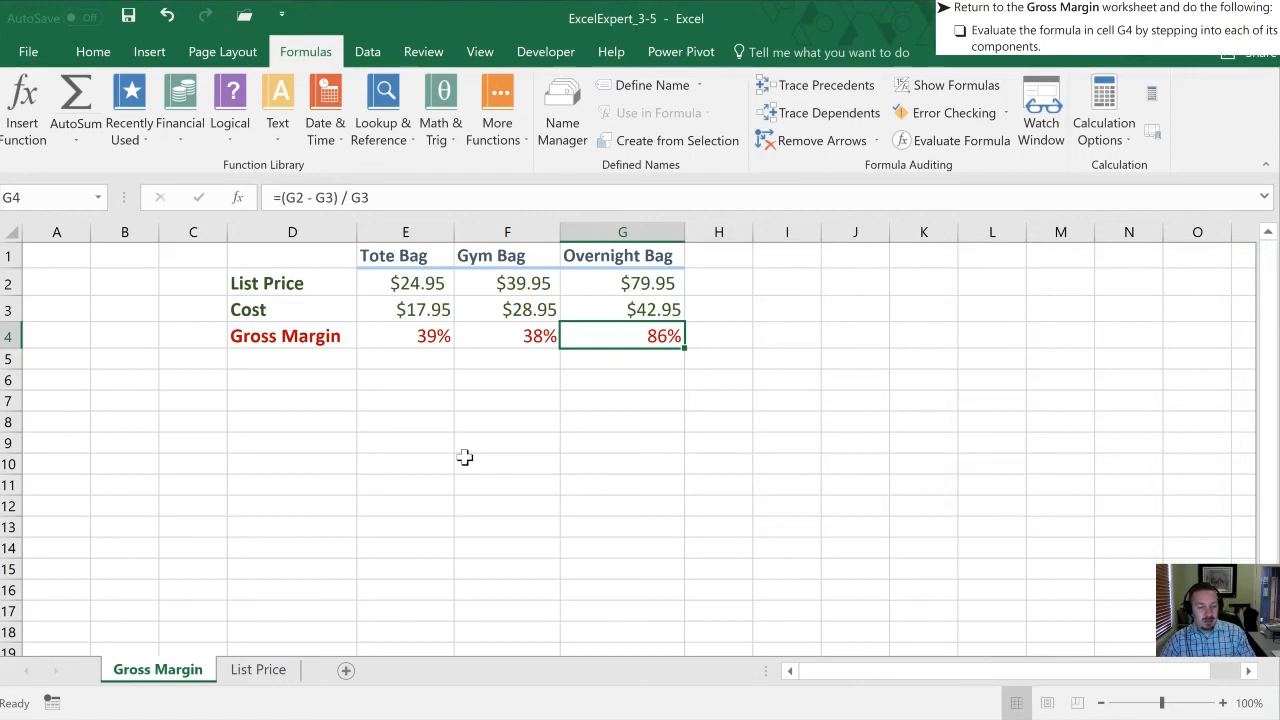 AutoSave Off
ExcelExpert_3-5 - Excel
➤ Return to the Gross Margin worksheet and do the following:
❏ Evaluate the formula in cell G4 by stepping into each of its
components.
File Home Insert Page Layout Formulas Data Review View Developer Help Power Pivot Tell me what you want to do
Share
Insert Function
AutoSum
Recently Used
Financial
Logical
Text
Date & Time
Lookup & Reference
Math & Trig
More Functions
Function Library
Name Manager
Define Name
Use in Formula
Create from Selection
Defined Names
Trace Precedents
Trace Dependents
Remove Arrows
Show Formulas
Error Checking
Evaluate Formula
Watch Window
Formula Auditing
Calculation Options
Calculation
G4 fx =(G2 - G3) / G3
A B C D E F G H I J K L M N O
1 Tote Bag Gym Bag Overnight Bag
2 List Price $24.95 $39.95 $79.95
3 Cost $17.95 $28.95 $42.95
4 Gross Margin 39% 38% 86%
5
6
7
8
9
10
11
12
13
14
15
16
17
18
19
Gross Margin List Price
Ready 100%